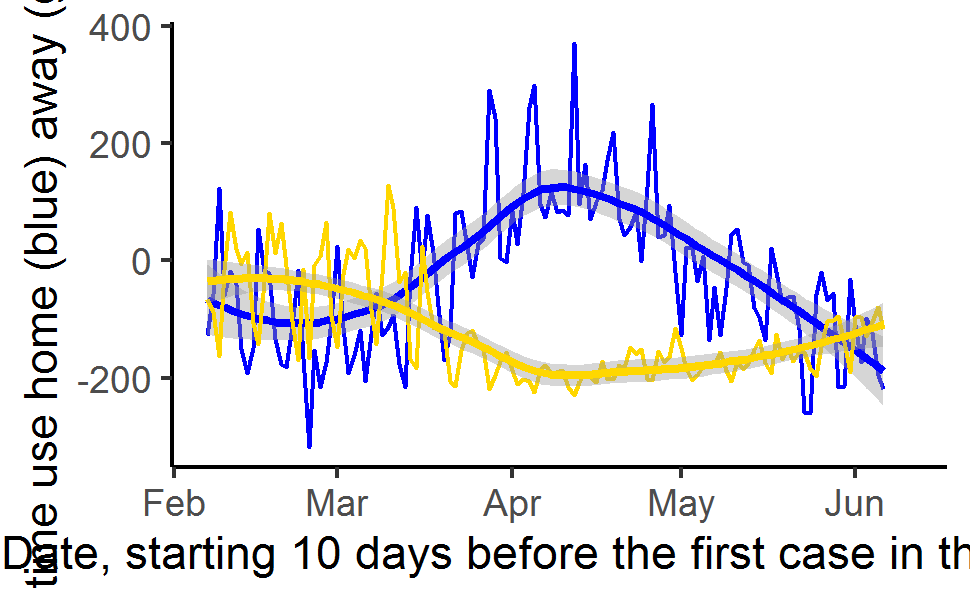 time use home (blue) away (
400
200
0
-200
Feb Mar Apr May Jun
Date, starting 10 days before the first case in th